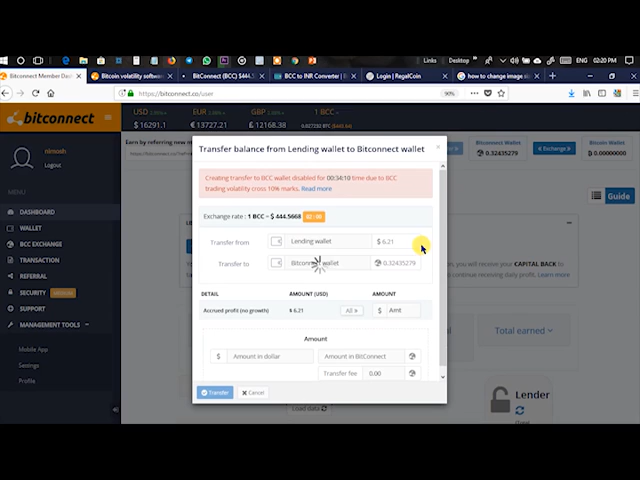 Links Desktop ENG 02:20 PM
Bitconnect Member Das
Bitcoin volatility software
BitConnect (BCC) $444.5
BCC to INR Converter | B
Login | RegalCoin
how to change image si
https://bitconnect.co/user
90%
Search
bitconnect
USD
$ 16291.1
EUR
€ 13727.21
GBP
£ 12168.38
1 BCC
Earn by referring new
Bitconnect Wallet
0.32435279
Exchange
Bitcoin Wallet
0.00000000
nimosh
Logout
MENU
DASHBOARD
WALLET
BCC EXCHANGE
TRANSACTION
REFERRAL
SECURITY MEDIUM
SUPPORT
MANAGEMENT TOOLS
Mobile App
Settings
Profile
Guide
Transfer balance from Lending wallet to Bitconnect wallet
Creating transfer to BCC wallet disabled for 00:34:10 time due to BCC
trading volatility cross 10% marks. Read more
Exchange rate : 1 BCC = $ 444.5668
Transfer from Lending wallet $ 6.21
Transfer to Bitconnect wallet 0.32435279
DETAIL AMOUNT (USD) AMOUNT
Accrued profit (no growth) $ 6.21 All $ Amt
Amount
$ Amount in dollar Amount in BitConnect
Transfer fee 0.00
Transfer Cancel
you will receive your CAPITAL BACK to
continue receiving daily profit. Learn more
Total earned
Lender
Load data